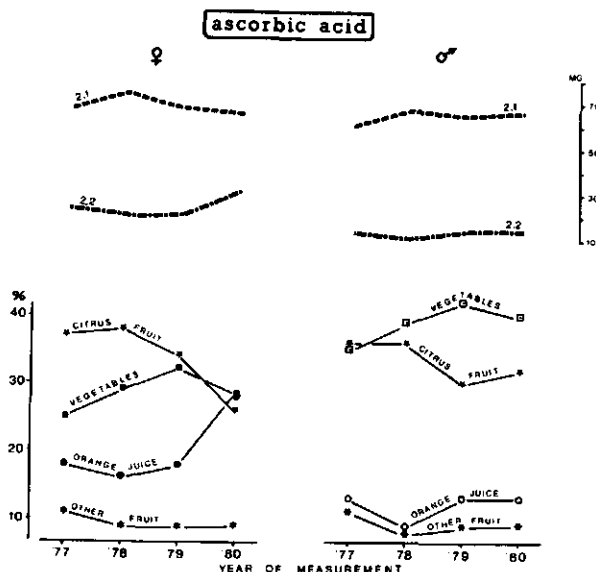 ascorbic acid
♀ ♂
MG
2.1 2.1
70
50
2.2
30
2.2
10
%
40
CITRUS FRUIT
VEGETABLES
CITRUS FRUIT
30
VEGETABLES
20
ORANGE JUICE
ORANGE JUICE
10
OTHER FRUIT
OTHER FRUIT
'77 '78 '79 '80 '77 '78 '79 '80
YEAR OF MEASUREMENT